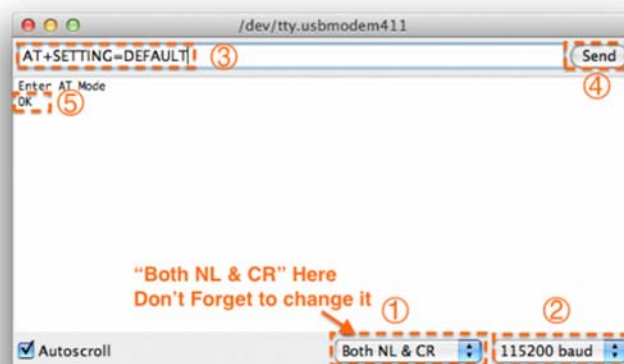 /dev/tty.usbmodem411
AT+SETTING=DEFAULT ③
Send
④
Enter AT Mode
OK ⑤
"Both NL & CR" Here
Don't Forget to change it
① ②
Autoscroll Both NL & CR 115200 baud